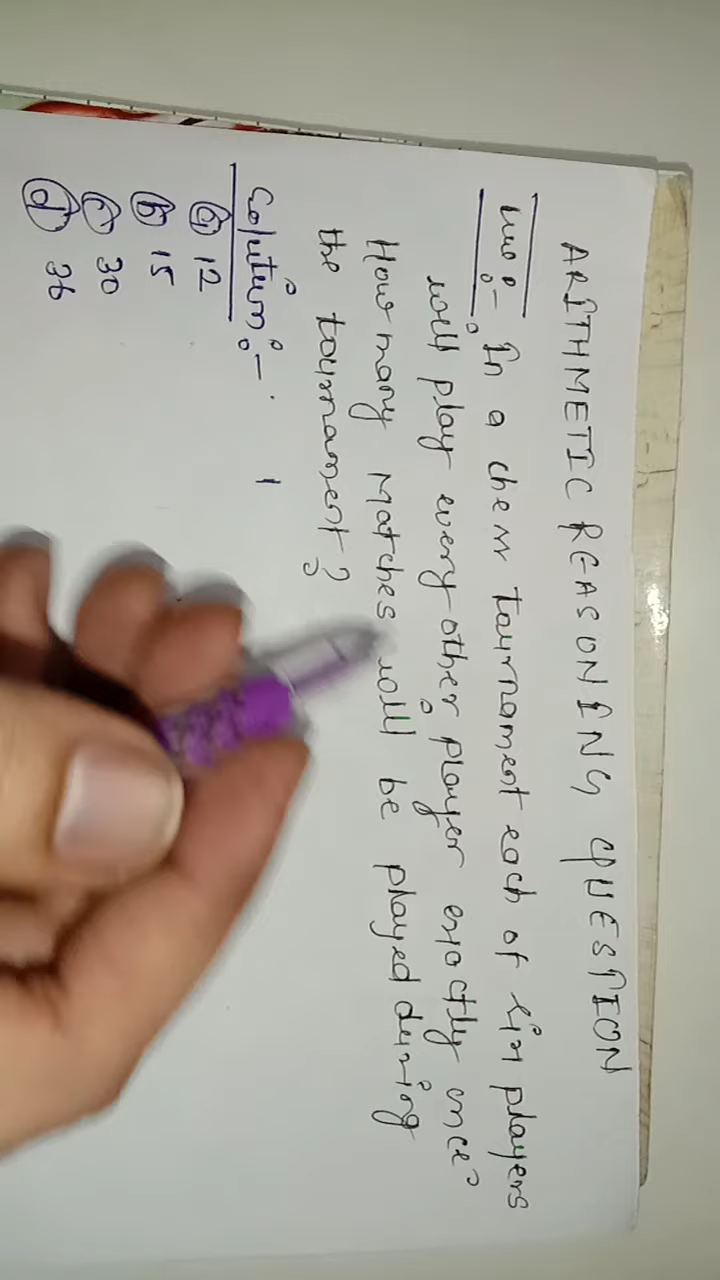 ARITHMETIC REASONING QUESTION
:- In a chess tournament each of six players
will play every other player exactly once
How many Matches will be played during
the tournament?
Solution :-
(a) 12
(b) 15
(c) 30
(d) 36